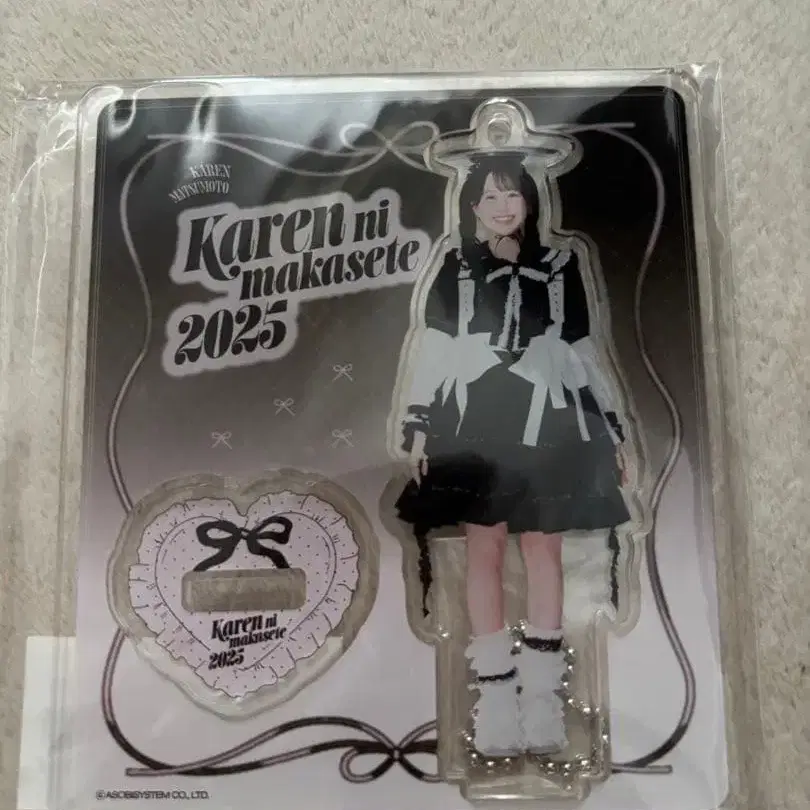 KAREN
MATSUMOTO
Karen ni
makasete
2025
Karen ni
makasete
2025
©ASOBISYSTEM CO., LTD.